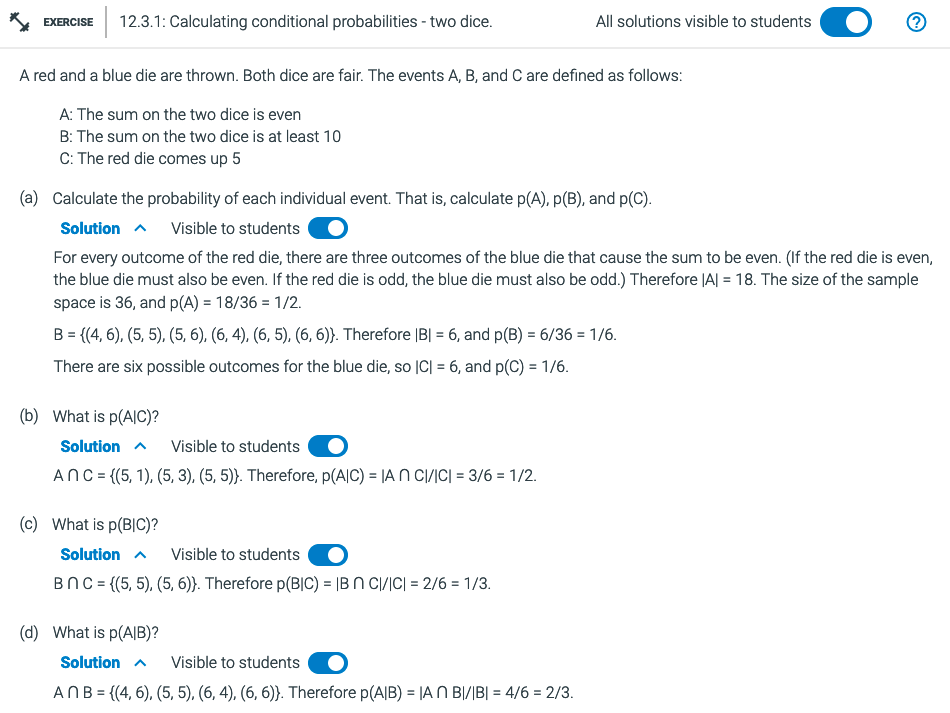 EXERCISE 12.3.1: Calculating conditional probabilities - two dice. All solutions visible to students ?
A red and a blue die are thrown. Both dice are fair. The events A, B, and C are defined as follows:
A: The sum on the two dice is even
B: The sum on the two dice is at least 10
C: The red die comes up 5
(a) Calculate the probability of each individual event. That is, calculate p(A), p(B), and p(C).
Solution Visible to students
For every outcome of the red die, there are three outcomes of the blue die that cause the sum to be even. (If the red die is even,
the blue die must also be even. If the red die is odd, the blue die must also be odd.) Therefore |A| = 18. The size of the sample
space is 36, and p(A) = 18/36 = 1/2.
B = {(4, 6), (5, 5), (5, 6), (6, 4), (6, 5), (6, 6)}. Therefore |B| = 6, and p(B) = 6/36 = 1/6.
There are six possible outcomes for the blue die, so |C| = 6, and p(C) = 1/6.
(b) What is p(A|C)?
Solution Visible to students
A ∩ C = {(5, 1), (5, 3), (5, 5)}. Therefore, p(A|C) = |A ∩ C|/|C| = 3/6 = 1/2.
(c) What is p(B|C)?
Solution Visible to students
B ∩ C = {(5, 5), (5, 6)}. Therefore p(B|C) = |B ∩ C|/|C| = 2/6 = 1/3.
(d) What is p(A|B)?
Solution Visible to students
A ∩ B = {(4, 6), (5, 5), (6, 4), (6, 6)}. Therefore p(A|B) = |A ∩ B|/|B| = 4/6 = 2/3.